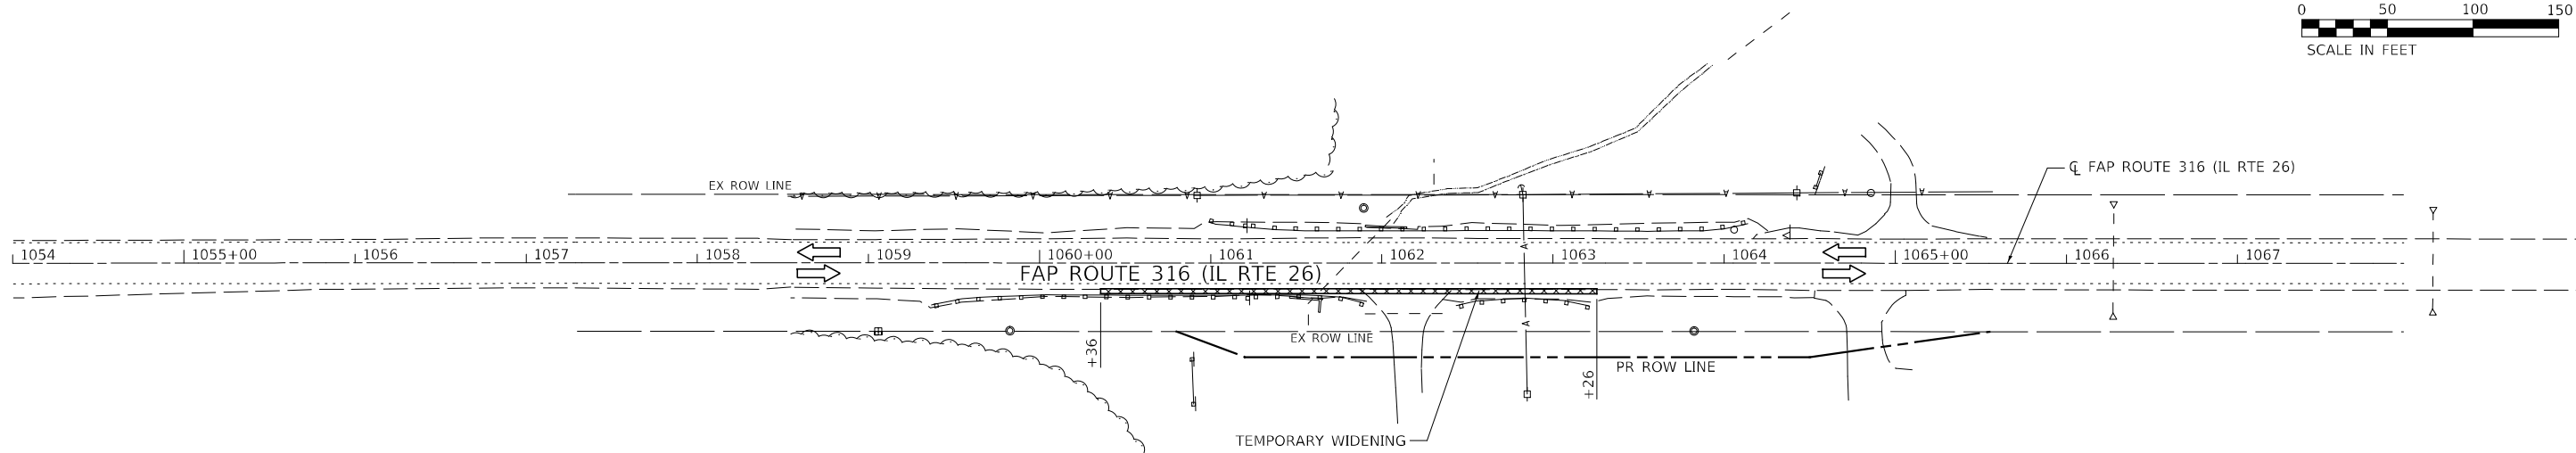 0 50 100 150
SCALE IN FEET
℄ FAP ROUTE 316 (IL RTE 26)
EX ROW LINE
1054 1055+00 1056 1057 1058 1059 1060+00 1061 1062 1063 1064 1065+00 1066 1067
FAP ROUTE 316 (IL RTE 26)
A
A
EX ROW LINE
+36
+26
PR ROW LINE
TEMPORARY WIDENING